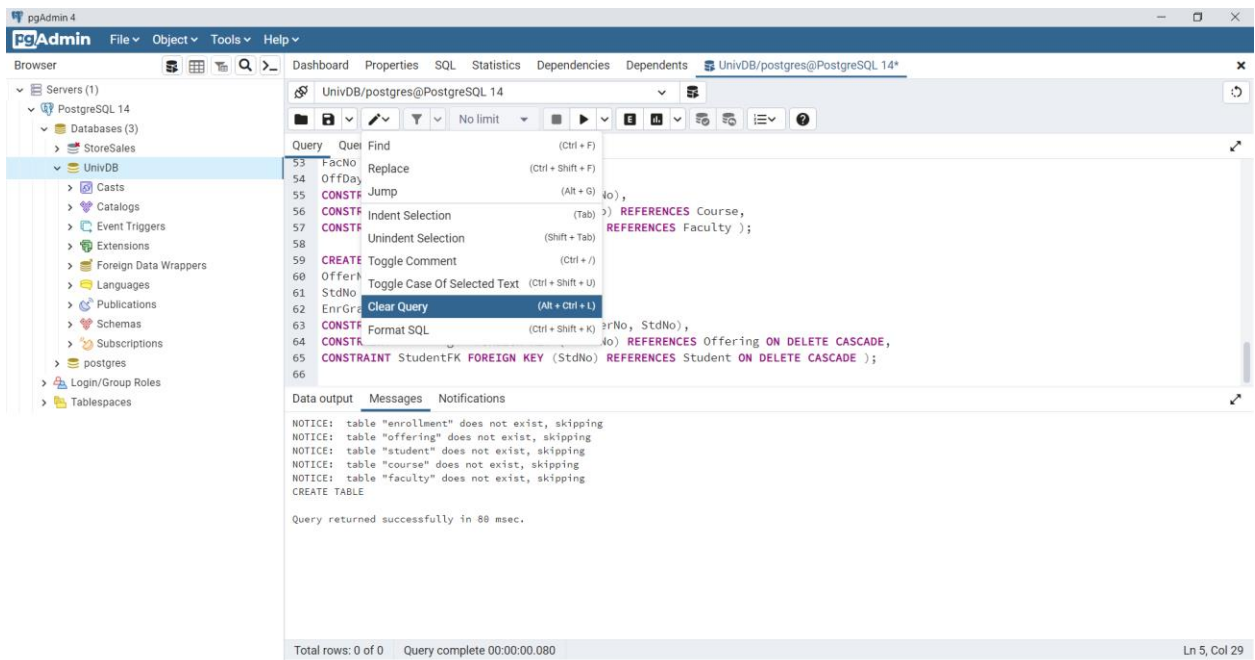 pgAdmin 4
pgAdmin File Object Tools Help
Browser
Dashboard Properties SQL Statistics Dependencies Dependents UnivDB/postgres@PostgreSQL 14*
Servers (1)
PostgreSQL 14
Databases (3)
StoreSales
UnivDB
Casts
Catalogs
Event Triggers
Extensions
Foreign Data Wrappers
Languages
Publications
Schemas
Subscriptions
postgres
Login/Group Roles
Tablespaces
UnivDB/postgres@PostgreSQL 14
No limit
Query Que
Find (Ctrl + F)
Replace (Ctrl + Shift + F)
Jump (Alt + G)
Indent Selection (Tab)
Unindent Selection (Shift + Tab)
Toggle Comment (Ctrl + /)
Toggle Case Of Selected Text (Ctrl + Shift + U)
Clear Query (Alt + Ctrl + L)
Format SQL (Ctrl + Shift + K)
53 FacNo
54 OffDay
55 CONSTR No),
56 CONSTR o) REFERENCES Course,
57 CONSTR REFERENCES Faculty );
58
59 CREATE
60 OfferN
61 StdNo
62 EnrGra
63 CONSTR erNo, StdNo),
64 CONSTR No) REFERENCES Offering ON DELETE CASCADE,
65 CONSTRAINT StudentFK FOREIGN KEY (StdNo) REFERENCES Student ON DELETE CASCADE );
66
Data output Messages Notifications
NOTICE: table "enrollment" does not exist, skipping
NOTICE: table "offering" does not exist, skipping
NOTICE: table "student" does not exist, skipping
NOTICE: table "course" does not exist, skipping
NOTICE: table "faculty" does not exist, skipping
CREATE TABLE
Query returned successfully in 80 msec.
Total rows: 0 of 0 Query complete 00:00:00.080 Ln 5, Col 29